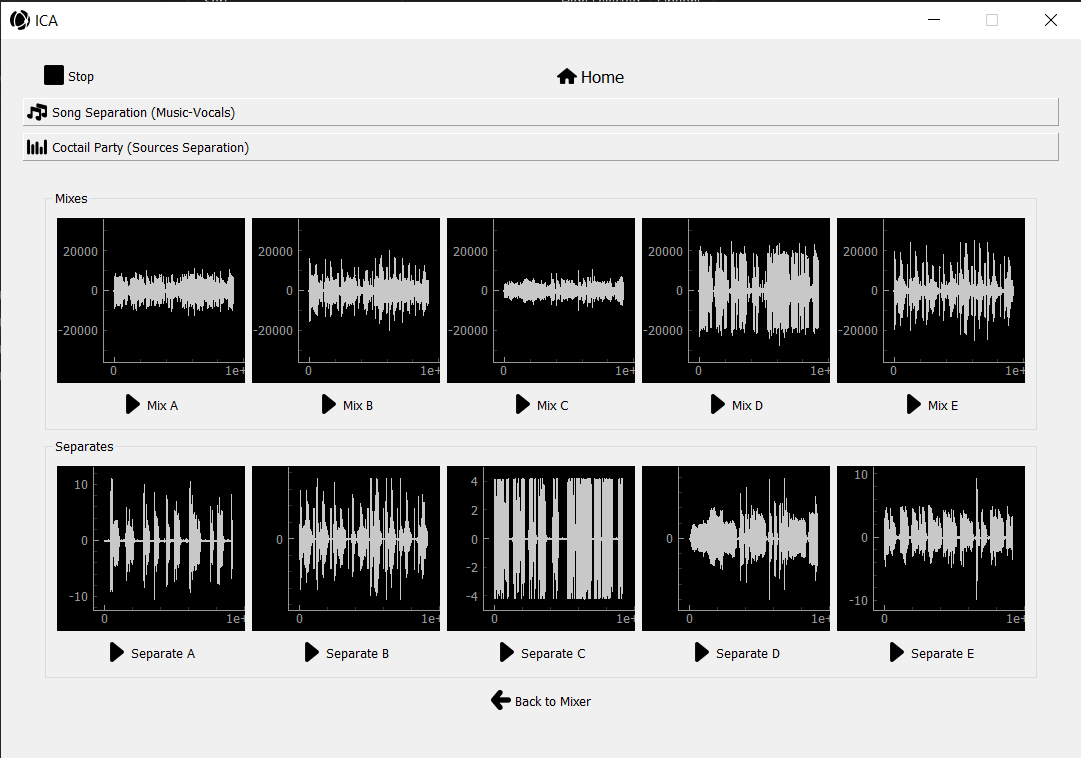 ICA
Stop
Home
Song Separation (Music-Vocals)
Coctail Party (Sources Separation)
Mixes
20000 0 -20000 0 1e+
20000 0 -20000 0 1e+
20000 0 -20000 0 1e+
20000 0 -20000 0 1e+
20000 0 -20000 0 1e+
Mix A Mix B Mix C Mix D Mix E
Separates
10 0 -10 0 1e+
0 0 1e+
4 2 0 -2 -4 0 1e+
0 0 1e+
10 0 -10 0 1e+
Separate A Separate B Separate C Separate D Separate E
Back to Mixer